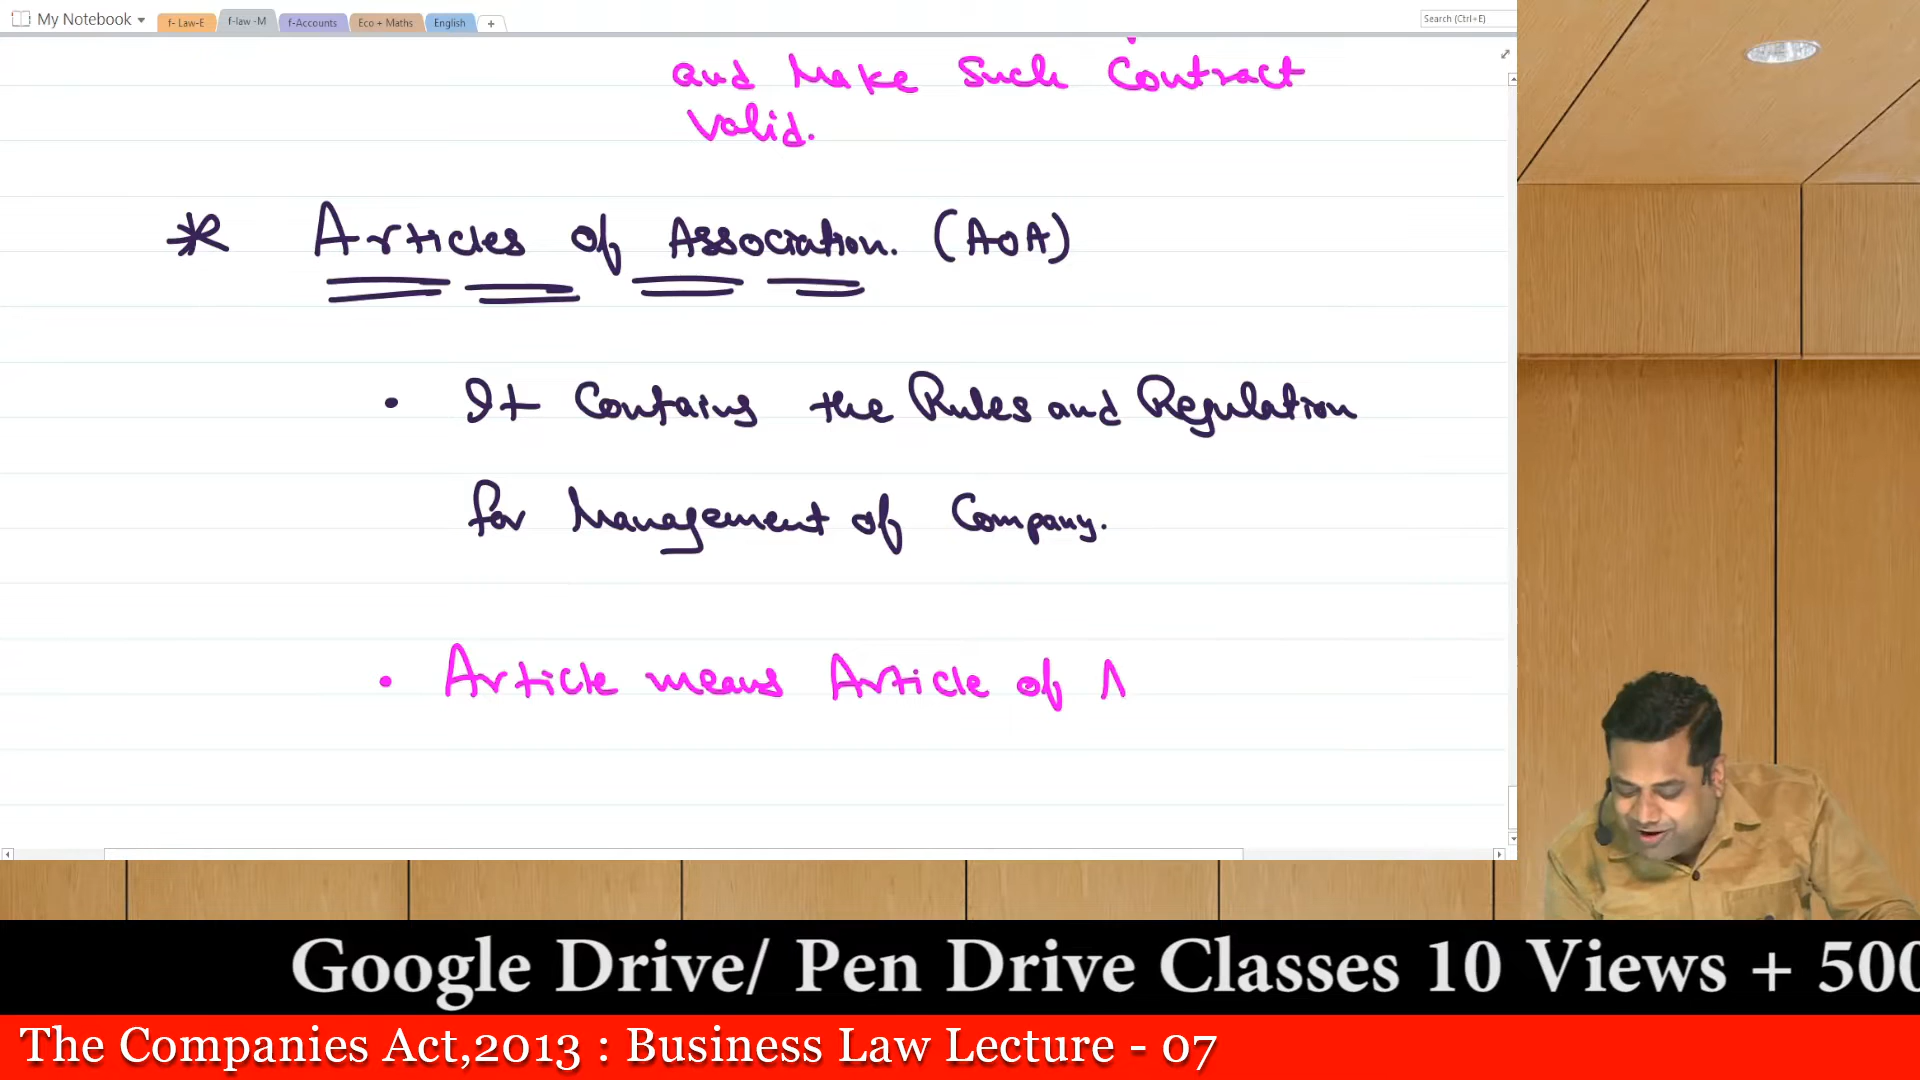 My Notebook
f- Law-E
f-law -M
f-Accounts
Eco + Maths
English
+
Search (Ctrl+E)
and Make Such Contract
Valid.
* Articles of Association. (AOA)
• It Contains the Rules and Regulation
for Management of Company.
• Article means Article of A
Google Drive/ Pen Drive Classes 10 Views + 500
The Companies Act,2013 : Business Law Lecture - 07